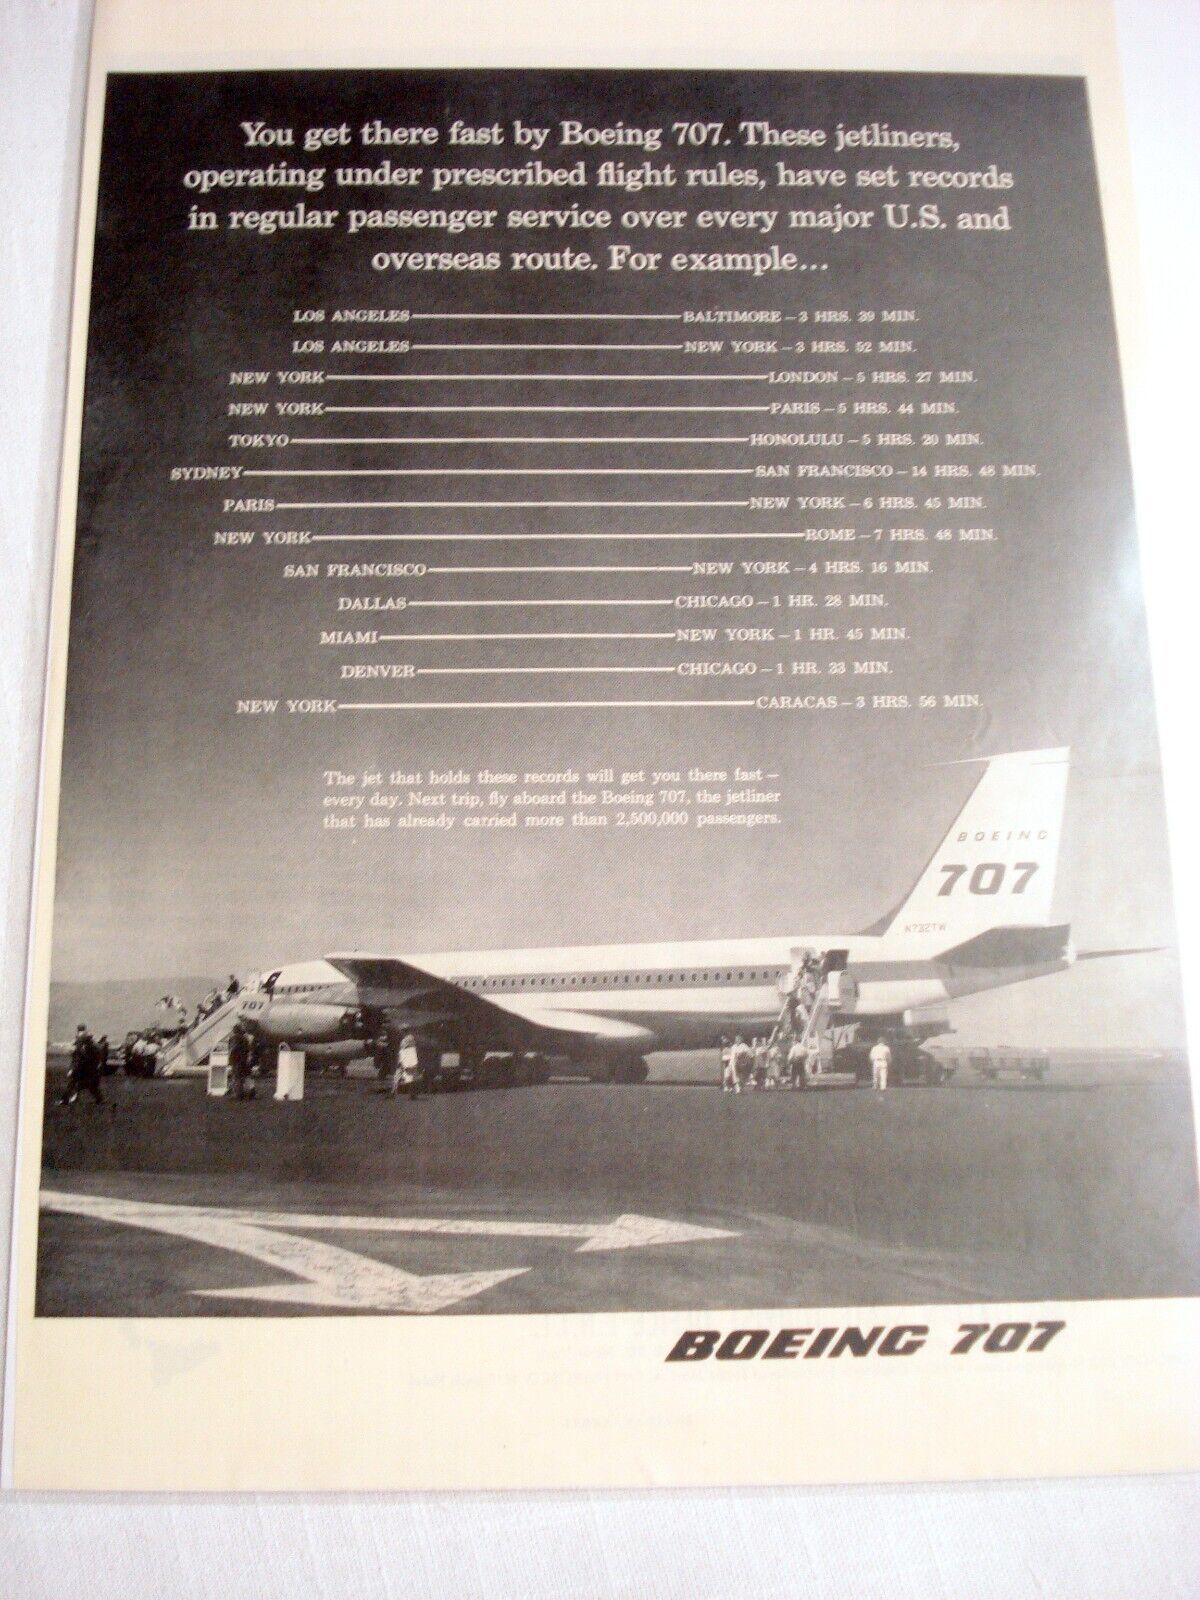 You get there fast by Boeing 707. These jetliners,
operating under prescribed flight rules, have set records
in regular passenger service over every major U.S. and
overseas route. For example...
LOS ANGELES BALTIMORE – 3 HRS. 39 MIN.
LOS ANGELES NEW YORK – 3 HRS. 52 MIN.
NEW YORK LONDON – 5 HRS. 27 MIN.
NEW YORK PARIS – 5 HRS. 44 MIN.
TOKYO HONOLULU – 5 HRS. 20 MIN.
SYDNEY SAN FRANCISCO – 14 HRS. 48 MIN.
PARIS NEW YORK – 6 HRS. 45 MIN.
NEW YORK ROME – 7 HRS. 48 MIN.
SAN FRANCISCO NEW YORK – 4 HRS. 16 MIN.
DALLAS CHICAGO – 1 HR. 28 MIN.
MIAMI NEW YORK – 1 HR. 45 MIN.
DENVER CHICAGO – 1 HR. 33 MIN.
NEW YORK CARACAS – 3 HRS. 56 MIN.
The jet that holds these records will get you there fast –
every day. Next trip, fly aboard the Boeing 707, the jetliner
that has already carried more than 2,500,000 passengers.
BOEING
707
N732TW
707
BOEING 707